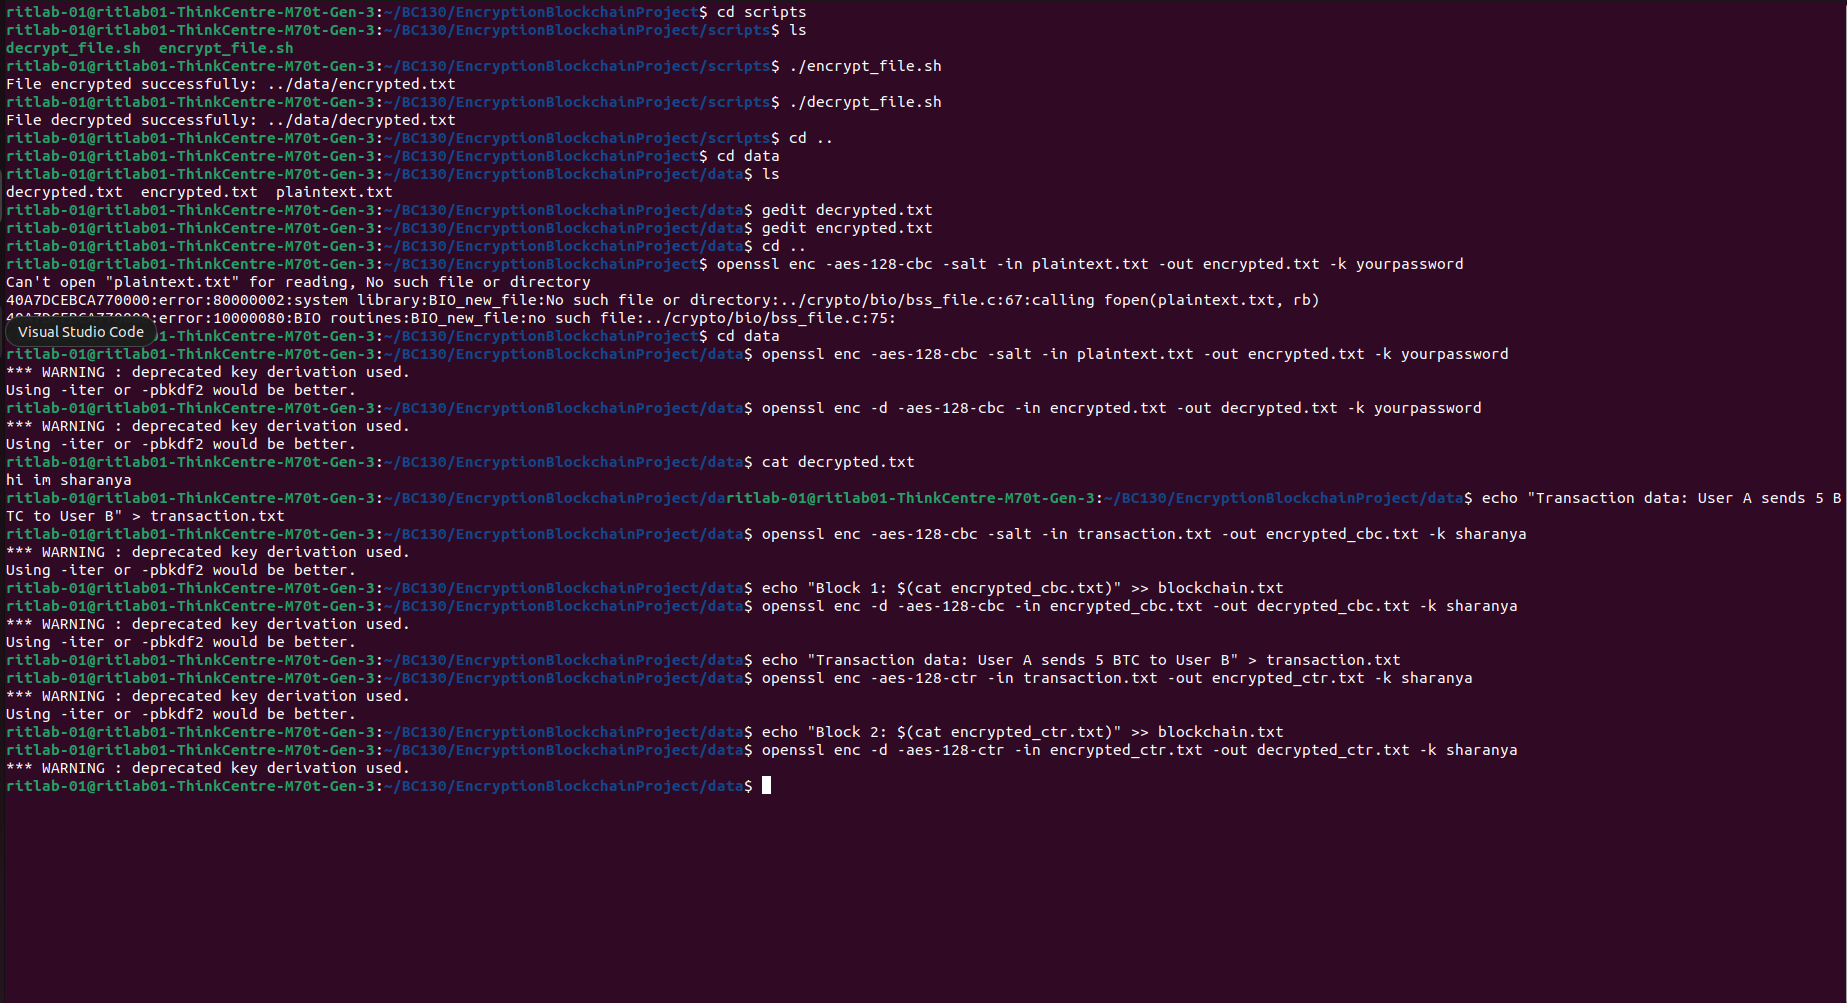 ritlab-01@ritlab01-ThinkCentre-M70t-Gen-3:~/BC130/EncryptionBlockchainProject$ cd scripts
ritlab-01@ritlab01-ThinkCentre-M70t-Gen-3:~/BC130/EncryptionBlockchainProject/scripts$ ls
decrypt_file.sh  encrypt_file.sh
ritlab-01@ritlab01-ThinkCentre-M70t-Gen-3:~/BC130/EncryptionBlockchainProject/scripts$ ./encrypt_file.sh
File encrypted successfully: ../data/encrypted.txt
ritlab-01@ritlab01-ThinkCentre-M70t-Gen-3:~/BC130/EncryptionBlockchainProject/scripts$ ./decrypt_file.sh
File decrypted successfully: ../data/decrypted.txt
ritlab-01@ritlab01-ThinkCentre-M70t-Gen-3:~/BC130/EncryptionBlockchainProject/scripts$ cd ..
ritlab-01@ritlab01-ThinkCentre-M70t-Gen-3:~/BC130/EncryptionBlockchainProject$ cd data
ritlab-01@ritlab01-ThinkCentre-M70t-Gen-3:~/BC130/EncryptionBlockchainProject/data$ ls
decrypted.txt  encrypted.txt  plaintext.txt
ritlab-01@ritlab01-ThinkCentre-M70t-Gen-3:~/BC130/EncryptionBlockchainProject/data$ gedit decrypted.txt
ritlab-01@ritlab01-ThinkCentre-M70t-Gen-3:~/BC130/EncryptionBlockchainProject/data$ gedit encrypted.txt
ritlab-01@ritlab01-ThinkCentre-M70t-Gen-3:~/BC130/EncryptionBlockchainProject/data$ cd ..
ritlab-01@ritlab01-ThinkCentre-M70t-Gen-3:~/BC130/EncryptionBlockchainProject$ openssl enc -aes-128-cbc -salt -in plaintext.txt -out encrypted.txt -k yourpassword
Can't open "plaintext.txt" for reading, No such file or directory
40A7DCEBCA770000:error:80000002:system library:BIO_new_file:No such file or directory:../crypto/bio/bss_file.c:67:calling fopen(plaintext.txt, rb)
40A7DCEBCA770000:error:10000080:BIO routines:BIO_new_file:no such file:../crypto/bio/bss_file.c:75:
Visual Studio Code
01-ThinkCentre-M70t-Gen-3:~/BC130/EncryptionBlockchainProject$ cd data
ritlab-01@ritlab01-ThinkCentre-M70t-Gen-3:~/BC130/EncryptionBlockchainProject/data$ openssl enc -aes-128-cbc -salt -in plaintext.txt -out encrypted.txt -k yourpassword
*** WARNING : deprecated key derivation used.
Using -iter or -pbkdf2 would be better.
ritlab-01@ritlab01-ThinkCentre-M70t-Gen-3:~/BC130/EncryptionBlockchainProject/data$ openssl enc -d -aes-128-cbc -in encrypted.txt -out decrypted.txt -k yourpassword
*** WARNING : deprecated key derivation used.
Using -iter or -pbkdf2 would be better.
ritlab-01@ritlab01-ThinkCentre-M70t-Gen-3:~/BC130/EncryptionBlockchainProject/data$ cat decrypted.txt
hi im sharanya
ritlab-01@ritlab01-ThinkCentre-M70t-Gen-3:~/BC130/EncryptionBlockchainProject/daritlab-01@ritlab01-ThinkCentre-M70t-Gen-3:~/BC130/EncryptionBlockchainProject/data$ echo "Transaction data: User A sends 5 B
TC to User B" > transaction.txt
ritlab-01@ritlab01-ThinkCentre-M70t-Gen-3:~/BC130/EncryptionBlockchainProject/data$ openssl enc -aes-128-cbc -salt -in transaction.txt -out encrypted_cbc.txt -k sharanya
*** WARNING : deprecated key derivation used.
Using -iter or -pbkdf2 would be better.
ritlab-01@ritlab01-ThinkCentre-M70t-Gen-3:~/BC130/EncryptionBlockchainProject/data$ echo "Block 1: $(cat encrypted_cbc.txt)" >> blockchain.txt
ritlab-01@ritlab01-ThinkCentre-M70t-Gen-3:~/BC130/EncryptionBlockchainProject/data$ openssl enc -d -aes-128-cbc -in encrypted_cbc.txt -out decrypted_cbc.txt -k sharanya
*** WARNING : deprecated key derivation used.
Using -iter or -pbkdf2 would be better.
ritlab-01@ritlab01-ThinkCentre-M70t-Gen-3:~/BC130/EncryptionBlockchainProject/data$ echo "Transaction data: User A sends 5 BTC to User B" > transaction.txt
ritlab-01@ritlab01-ThinkCentre-M70t-Gen-3:~/BC130/EncryptionBlockchainProject/data$ openssl enc -aes-128-ctr -in transaction.txt -out encrypted_ctr.txt -k sharanya
*** WARNING : deprecated key derivation used.
Using -iter or -pbkdf2 would be better.
ritlab-01@ritlab01-ThinkCentre-M70t-Gen-3:~/BC130/EncryptionBlockchainProject/data$ echo "Block 2: $(cat encrypted_ctr.txt)" >> blockchain.txt
ritlab-01@ritlab01-ThinkCentre-M70t-Gen-3:~/BC130/EncryptionBlockchainProject/data$ openssl enc -d -aes-128-ctr -in encrypted_ctr.txt -out decrypted_ctr.txt -k sharanya
*** WARNING : deprecated key derivation used.
ritlab-01@ritlab01-ThinkCentre-M70t-Gen-3:~/BC130/EncryptionBlockchainProject/data$